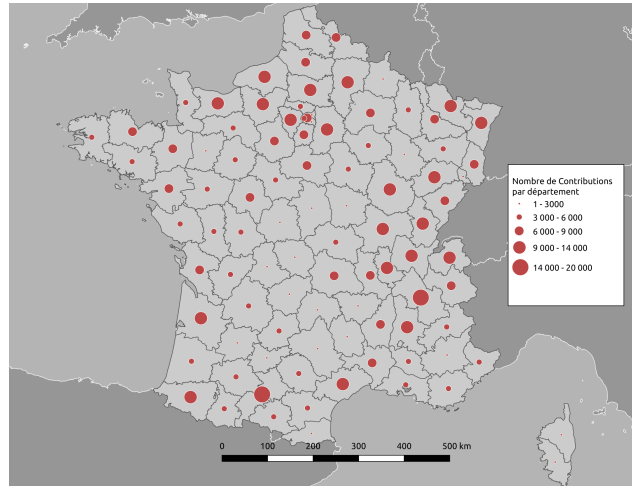 Nombre de Contributions
par département
1 - 3000
3 000 - 6 000
6 000 - 9 000
9 000 - 14 000
14 000 - 20 000
0 100 200 300 400 500 km